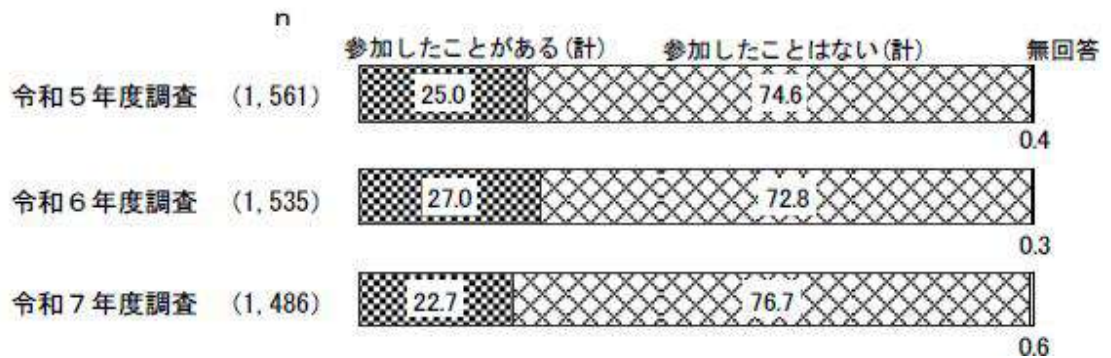 n
参加したことがある(計) 参加したことはない(計) 無回答
令和5年度調査 (1,561) 25.0 74.6
0.4
令和6年度調査 (1,535) 27.0 72.8
0.3
令和7年度調査 (1,486) 22.7 76.7
0.6